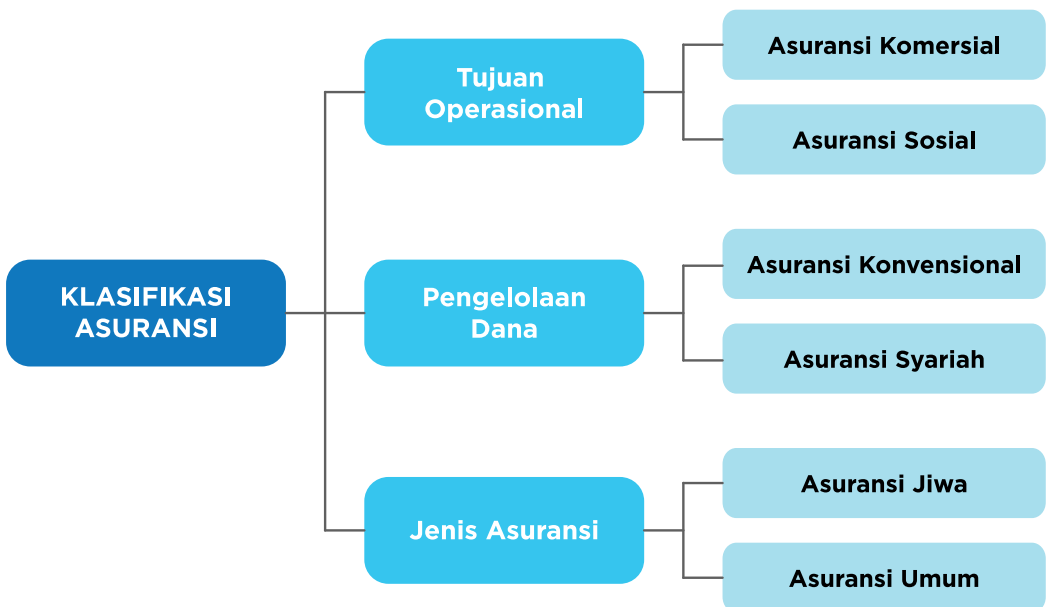 KLASIFIKASI
ASURANSI
Tujuan
Operasional
Asuransi Komersial
Asuransi Sosial
Pengelolaan
Dana
Asuransi Konvensional
Asuransi Syariah
Jenis Asuransi
Asuransi Jiwa
Asuransi Umum